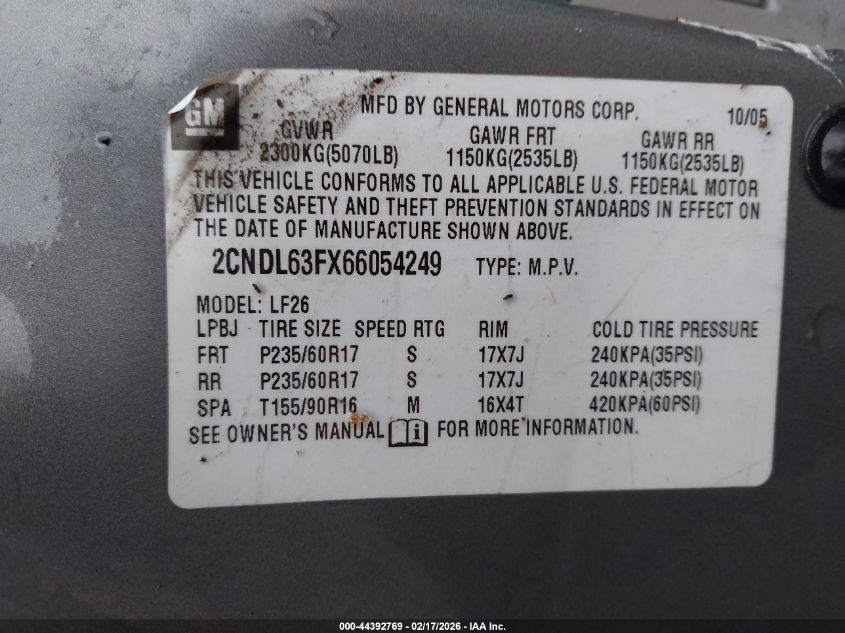 GM
MFD BY GENERAL MOTORS CORP. 10/05
GVWR GAWR FRT GAWR RR
2300KG(5070LB) 1150KG(2535LB) 1150KG(2535LB)
THIS VEHICLE CONFORMS TO ALL APPLICABLE U.S. FEDERAL MOTOR
VEHICLE SAFETY AND THEFT PREVENTION STANDARDS IN EFFECT ON
THE DATE OF MANUFACTURE SHOWN ABOVE.
2CNDL63FX66054249 TYPE: M.P.V.
MODEL: LF26
LPBJ TIRE SIZE SPEED RTG RIM COLD TIRE PRESSURE
FRT P235/60R17 S 17X7J 240KPA(35PSI)
RR P235/60R17 S 17X7J 240KPA(35PSI)
SPA T155/90R16 M 16X4T 420KPA(60PSI)
SEE OWNER'S MANUAL i FOR MORE INFORMATION.
000-44392769 - 02/17/2026 - IAA Inc.